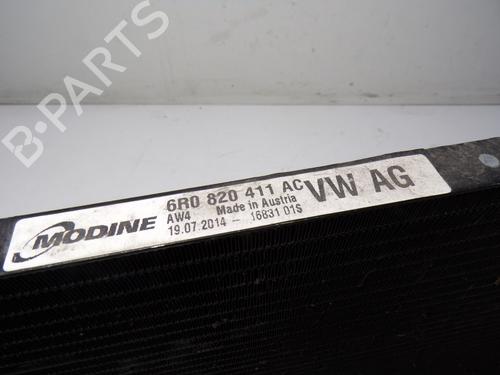 B-PARTS
MODINE
6R0 820 411 AC
AW4 Made in Austria
19.07.2014 - 16831 01S
VW AG